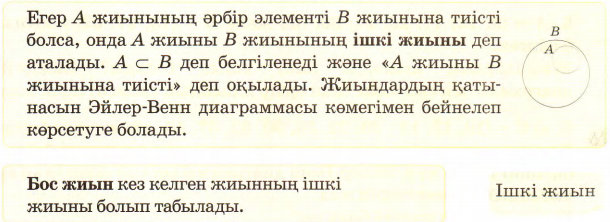 Егер A жиынының әрбір элементі B жиынына тиісті
болса, онда A жиыны B жиынының ішкі жиыны деп
аталады. A ⊂ B деп белгіленеді және «A жиыны B
жиынына тиісті» деп оқылады. Жиындардың қаты-
насын Эйлер-Венн диаграммасы көмегімен бейнелеп
көрсетуге болады.
B
A
Бос жиын кез келген жиынның ішкі
жиыны болып табылады.
Ішкі жиын